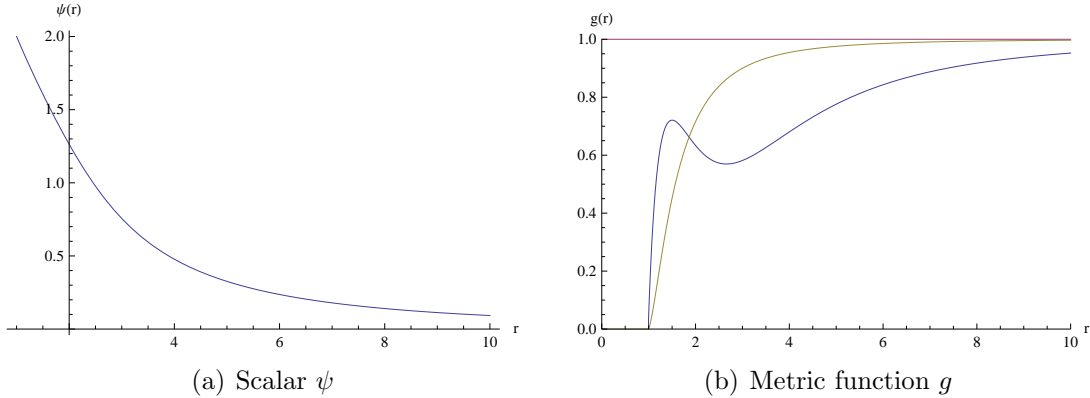 ψ(r)
2.0
1.5
1.0
0.5
4 6 8 10 r
(a) Scalar ψ
g(r)
1.0
0.8
0.6
0.4
0.2
0.0
0 2 4 6 8 10 r
(b) Metric function g